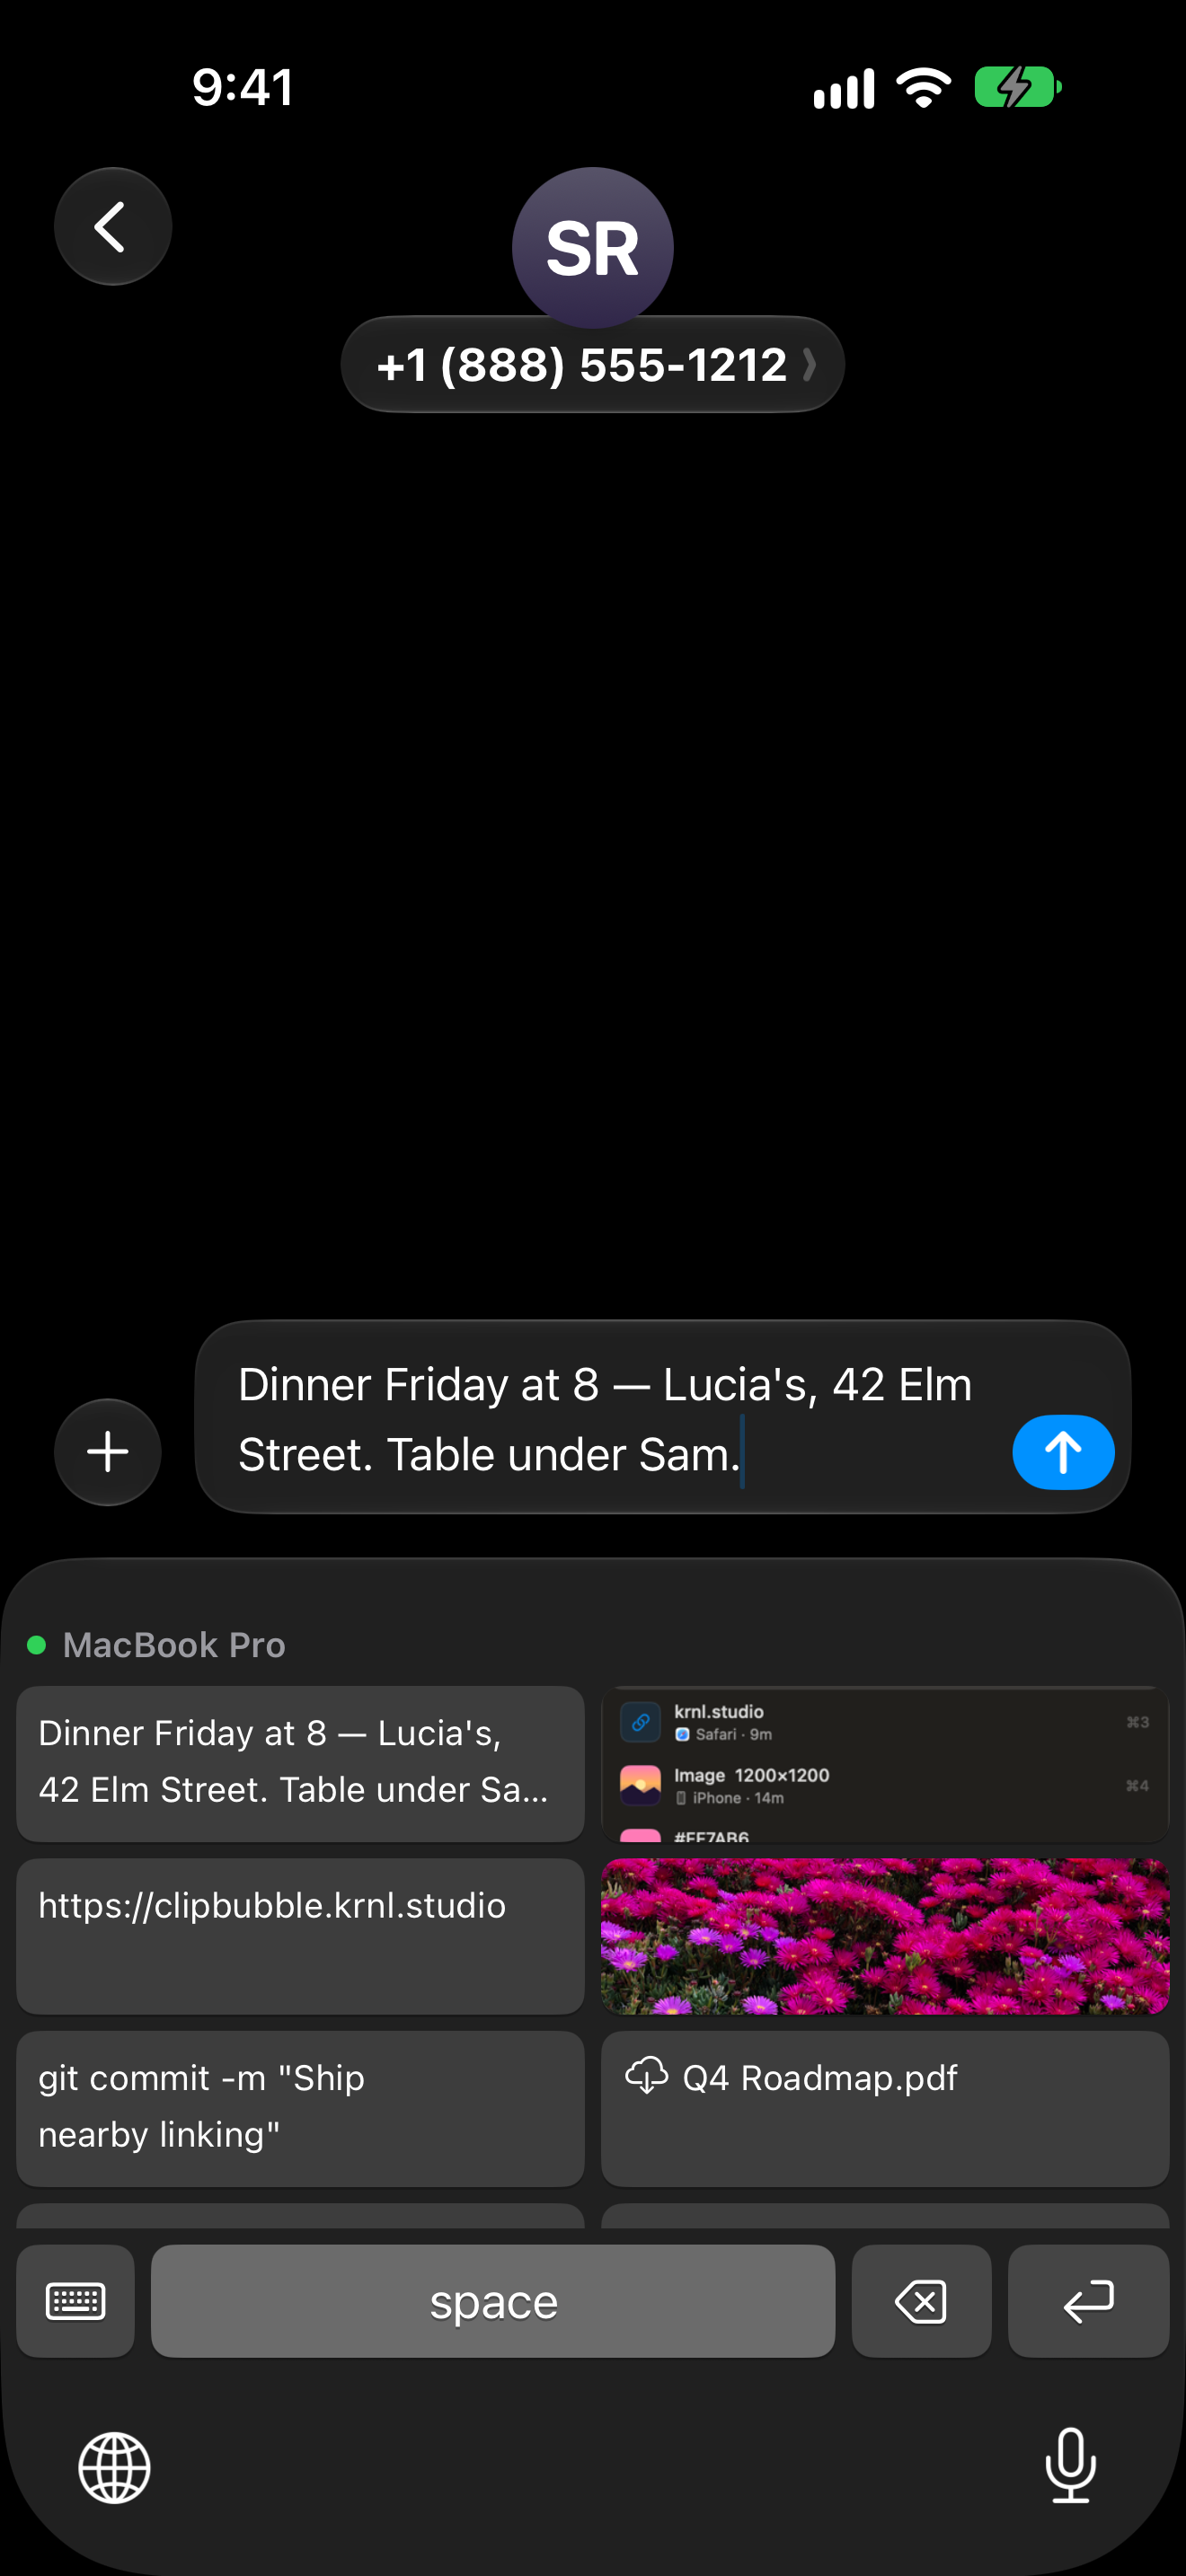 9:41
SR
+1 (888) 555-1212
Dinner Friday at 8 — Lucia's, 42 Elm
Street. Table under Sam.
MacBook Pro
Dinner Friday at 8 — Lucia's,
42 Elm Street. Table under Sa...
krnl.studio
Safari · 9m
⌘3
Image 1200×1200
iPhone · 14m
⌘4
#FF7AB6
https://clipbubble.krnl.studio
git commit -m "Ship
nearby linking"
Q4 Roadmap.pdf
space